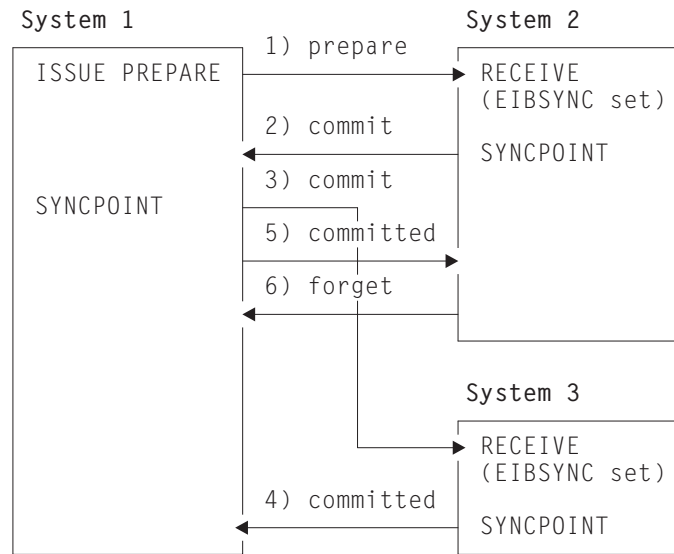 System 1
System 2
1) prepare
ISSUE PREPARE
RECEIVE
(EIBSYNC set)
2) commit
SYNCPOINT
3) commit
SYNCPOINT
5) committed
6) forget
System 3
RECEIVE
(EIBSYNC set)
4) committed
SYNCPOINT